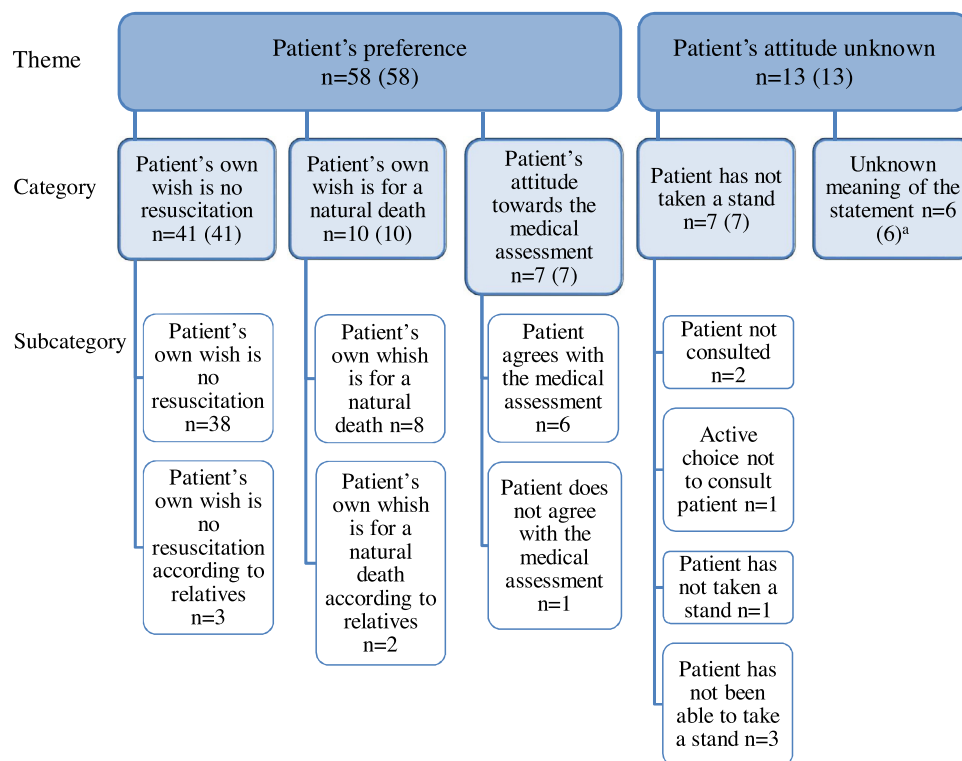 Theme
Patient's preference
n=58 (58)
Patient's attitude unknown
n=13 (13)
Category
Patient's own
wish is no
resuscitation
n=41 (41)
Patient's own
wish is for a
natural death
n=10 (10)
Patient's
attitude
towards the
medical
assessment
n=7 (7)
Patient has not
taken a stand
n=7 (7)
Unknown
meaning of the
statement n=6
(6)ᵃ
Subcategory
Patient's
own wish is
no
resuscitation
n=38
Patient's
own whish
is for a
natural
death n=8
Patient
agrees with
the medical
assessment
n=6
Patient not
consulted
n=2
Patient's
own wish is
no
resuscitation
according to
relatives
n=3
Patient's
own whish
is for a
natural
death
according to
relatives
n=2
Patient does
not agree
with the
medical
assessment
n=1
Active
choice not
to consult
patient n=1
Patient has
not taken a
stand n=1
Patient has
not been
able to take
a stand n=3